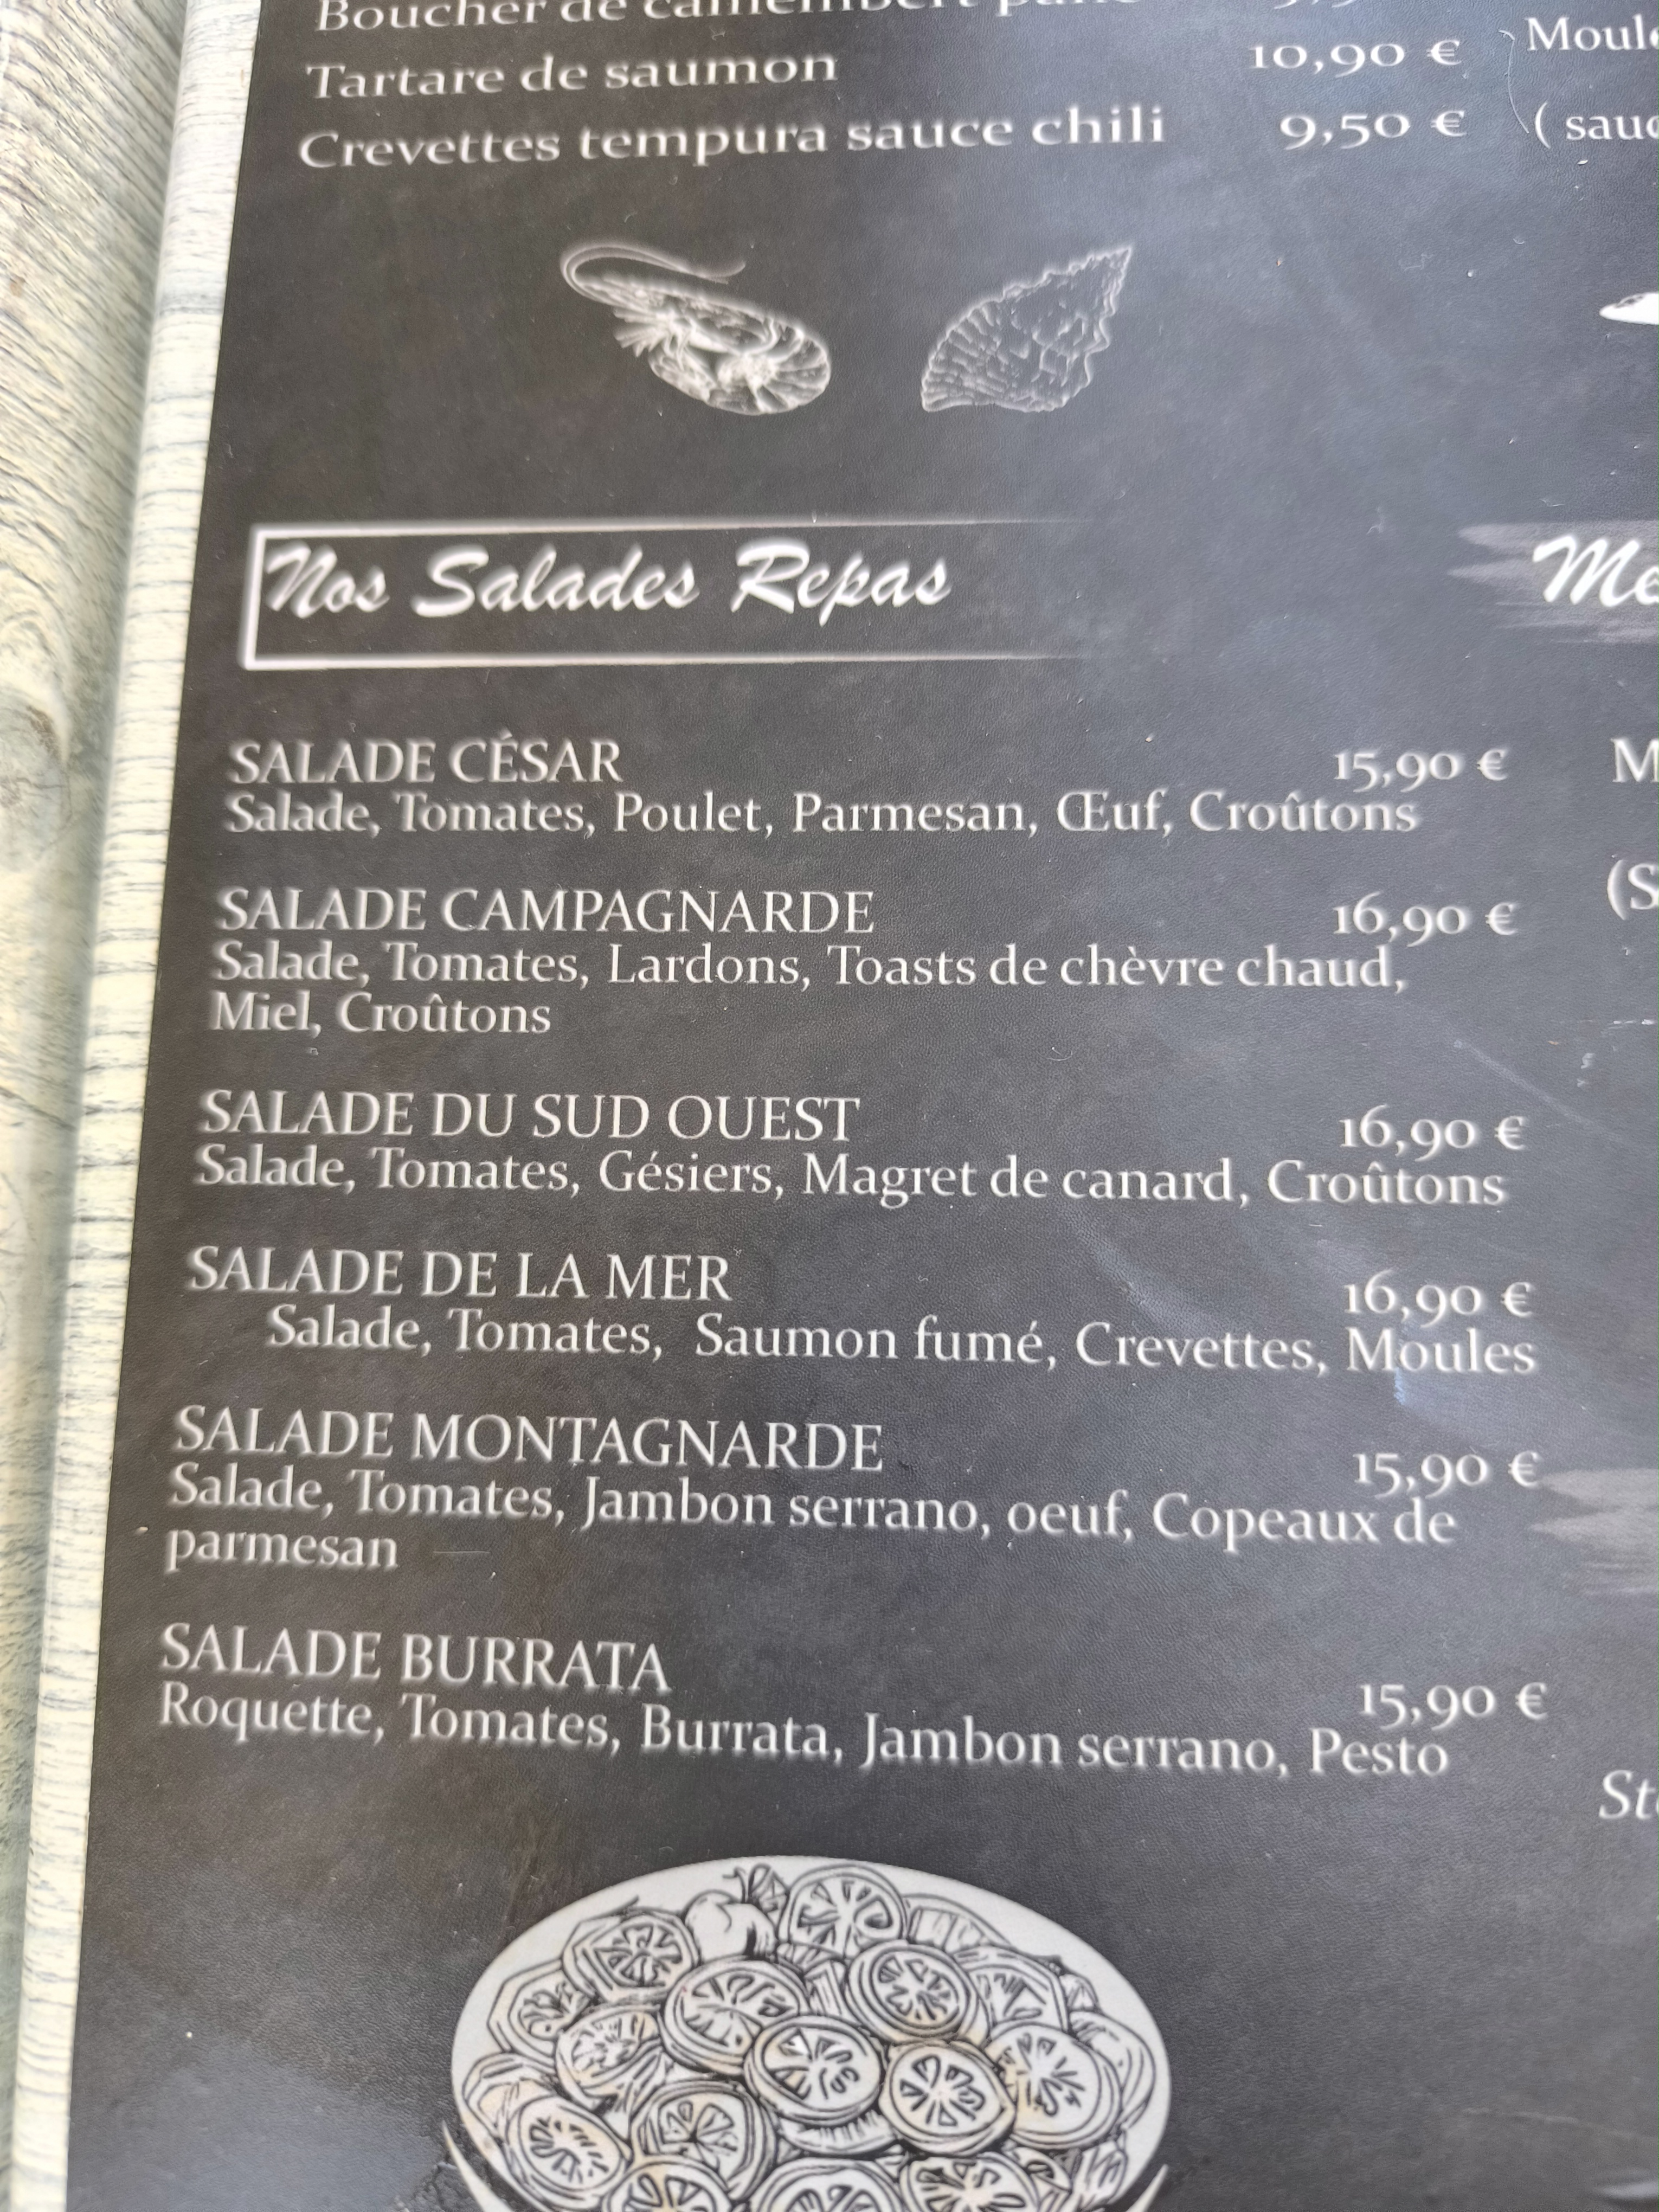 Boucher de camembert pané
Tartare de saumon 10,90 €
Crevettes tempura sauce chili 9,50 €
Nos Salades Repas
SALADE CÉSAR 15,90 €
Salade, Tomates, Poulet, Parmesan, Œuf, Croûtons
SALADE CAMPAGNARDE 16,90 €
Salade, Tomates, Lardons, Toasts de chèvre chaud,
Miel, Croûtons
SALADE DU SUD OUEST 16,90 €
Salade, Tomates, Gésiers, Magret de canard, Croûtons
SALADE DE LA MER 16,90 €
Salade, Tomates, Saumon fumé, Crevettes, Moules
SALADE MONTAGNARDE 15,90 €
Salade, Tomates, Jambon serrano, oeuf, Copeaux de
parmesan
SALADE BURRATA 15,90 €
Roquette, Tomates, Burrata, Jambon serrano, Pesto